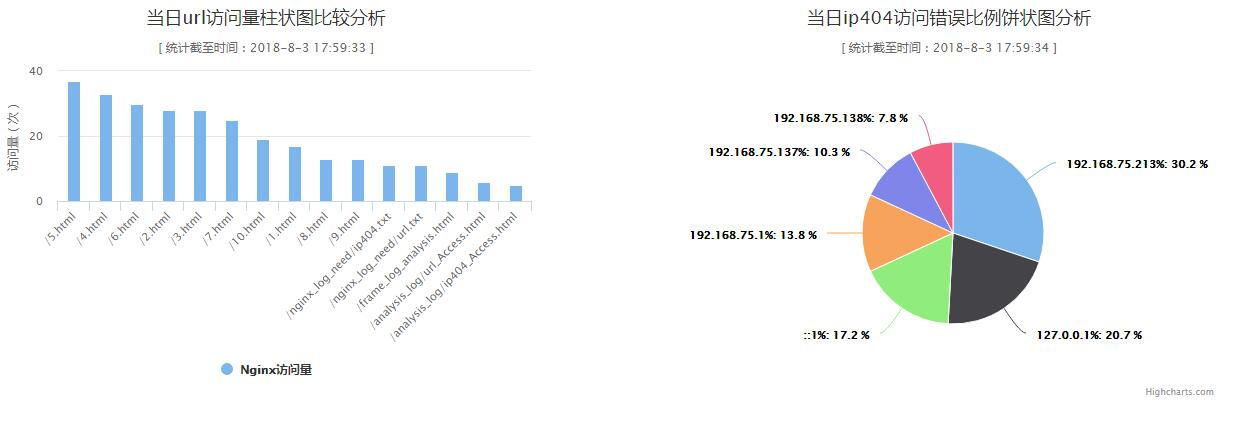 当日url访问量柱状图比较分析
[ 统计截至时间：2018-8-3 17:59:33 ]
访问量（次）
40
20
0
/5.html
/4.html
/6.html
/2.html
/3.html
/7.html
/10.html
/1.html
/8.html
/9.html
/nginx_log_need/ip404.txt
/nginx_log_need/url.txt
/frame_log_analysis.html
/analysis_log/url_Access.html
/analysis_log/ip404_Access.html
Nginx访问量
当日ip404访问错误比例饼状图分析
[ 统计截至时间：2018-8-3 17:59:34 ]
192.168.75.138%: 7.8 %
192.168.75.137%: 10.3 %
192.168.75.213%: 30.2 %
192.168.75.1%: 13.8 %
::1%: 17.2 %
127.0.0.1%: 20.7 %
Highcharts.com